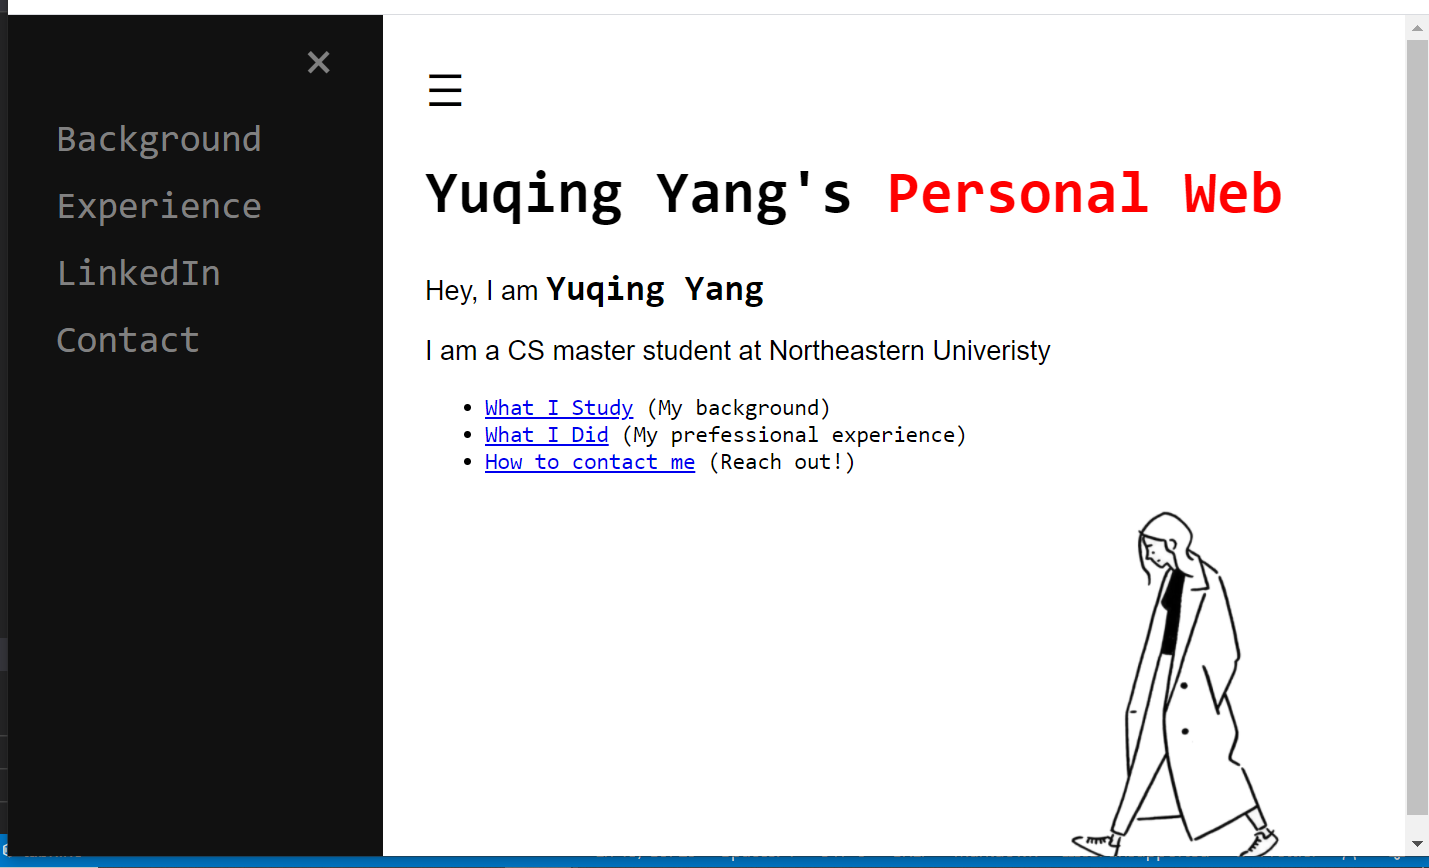 ×
Background
Experience
LinkedIn
Contact
☰
Yuqing Yang's Personal Web
Hey, I am Yuqing Yang
I am a CS master student at Northeastern Univeristy
• What I Study (My background)
• What I Did (My prefessional experience)
• How to contact me (Reach out!)